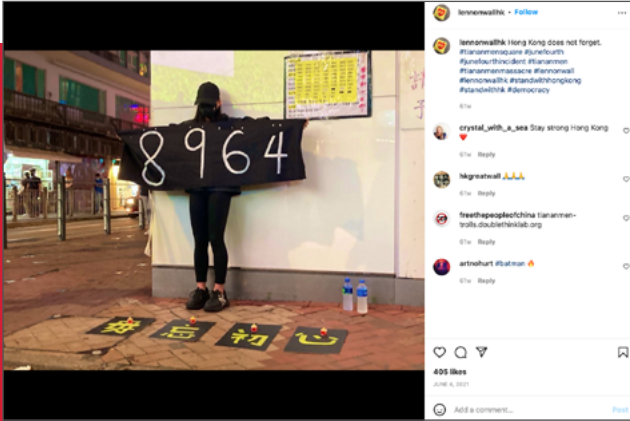 8964
毋忘初心
lennonwallhk • Follow
lennonwallhk Hong Kong does not forget.
#tiananmensquare #junefourth
#junefourthincident #tiananmen
#tiananmenmassacre #lennonwall
#lennonwallhk #standwithhongkong
#standwithhk #democracy
61w
crystal_with_a_sea Stay strong Hong Kong
❤️
61w Reply
hkgreatwall 🙏🙏🙏
61w Reply
freethepeopleofchina tiananmen-
trolls.doublethinklab.org
61w Reply
artnohurt #batman 🔥
61w Reply
405 likes
JUNE 4, 2021
Add a comment...
Post